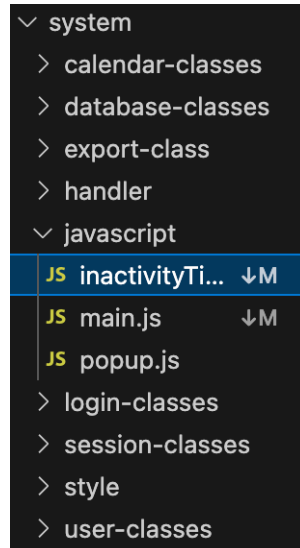 system
calendar-classes
database-classes
export-class
handler
javascript
JS inactivityTi... ↓M
JS main.js ↓M
JS popup.js
login-classes
session-classes
style
user-classes